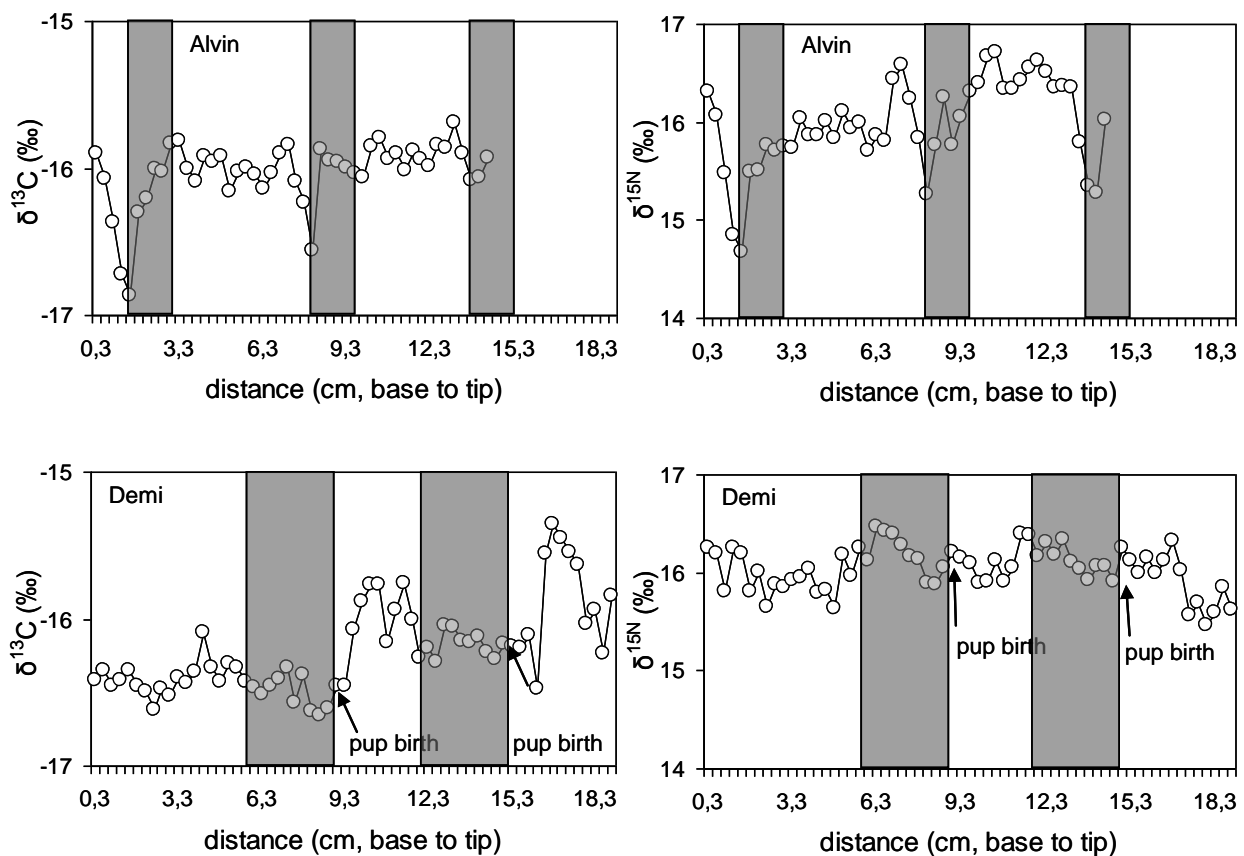 -15
Alvin
-16
-17
δ13C (‰)
0,3 3,3 6,3 9,3 12,3 15,3 18,3
distance (cm, base to tip)
17
Alvin
16
15
14
δ15N (‰)
0,3 3,3 6,3 9,3 12,3 15,3 18,3
distance (cm, base to tip)
-15
Demi
-16
-17
δ13C (‰)
pup birth
pup birth
0,3 3,3 6,3 9,3 12,3 15,3 18,3
distance (cm, base to tip)
17
Demi
16
15
14
δ15N (‰)
pup birth
pup birth
0,3 3,3 6,3 9,3 12,3 15,3 18,3
distance (cm, base to tip)